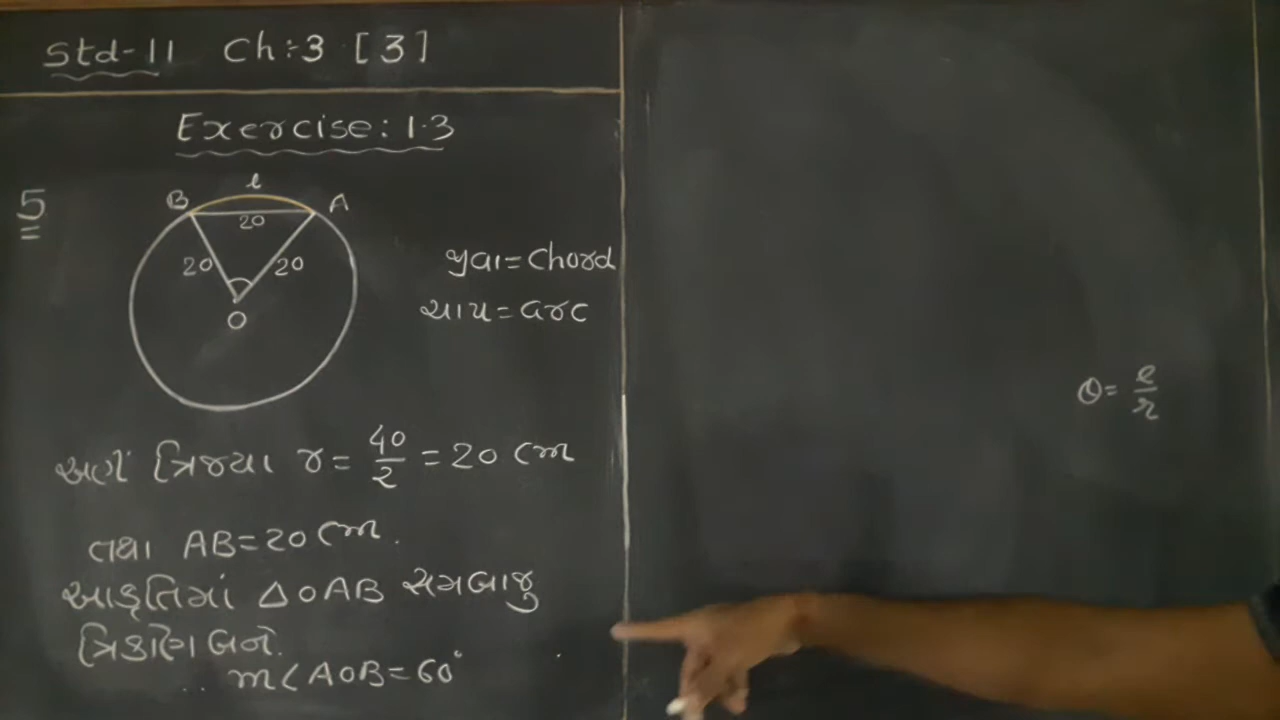 Std-11 Ch:3 [3]
Exercise: 1.3
5
l
B A
20
20 20
O
જીવા = Chord
ચાપ = arc
અહીં ત્રિજ્યા r = 40/2 = 20 cm
તથા AB = 20 cm.
આકૃતિમાં △OAB સમબાજુ
ત્રિકોણ બને.
∴ m∠AOB = 60°
θ = l/r